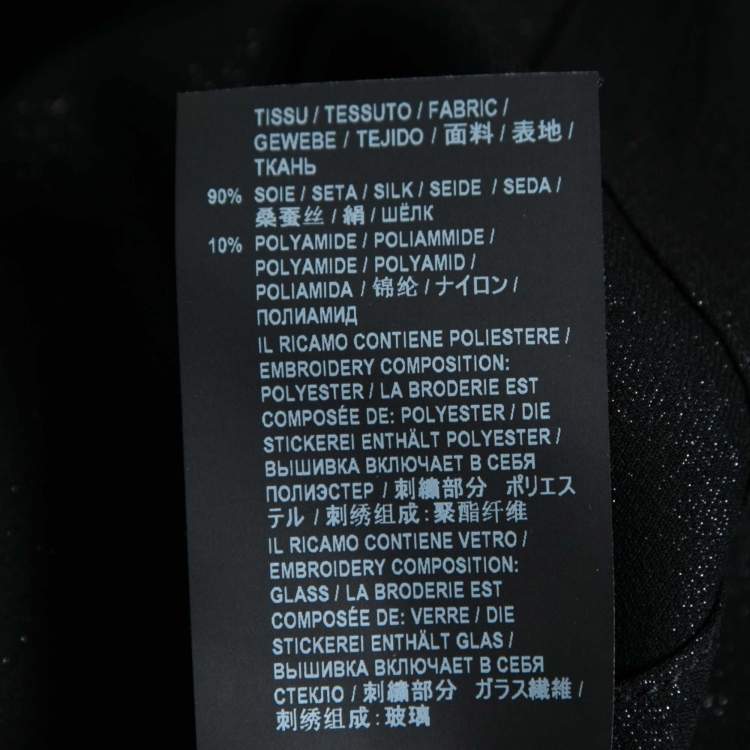 TISSU / TESSUTO / FABRIC /
GEWEBE / TEJIDO / 面料 / 表地 /
ТКАНЬ
90% SOIE / SETA / SILK / SEIDE / SEDA /
桑蚕丝 / 絹 / ШЁЛК
10% POLYAMIDE / POLIAMMIDE /
POLYAMIDE / POLYAMID /
POLIAMIDA / 锦纶 / ナイロン /
ПОЛИАМИД
IL RICAMO CONTIENE POLIESTERE /
EMBROIDERY COMPOSITION:
POLYESTER / LA BRODERIE EST
COMPOSÉE DE: POLYESTER / DIE
STICKEREI ENTHÄLT POLYESTER /
ВЫШИВКА ВКЛЮЧАЕТ В СЕБЯ
ПОЛИЭСТЕР / 刺繍部分 ポリエス
テル / 刺绣组成: 聚酯纤维
IL RICAMO CONTIENE VETRO /
EMBROIDERY COMPOSITION:
GLASS / LA BRODERIE EST
COMPOSÉE DE: VERRE / DIE
STICKEREI ENTHÄLT GLAS /
ВЫШИВКА ВКЛЮЧАЕТ В СЕБЯ
СТЕКЛО / 刺繍部分 ガラス繊維 /
刺绣组成: 玻璃